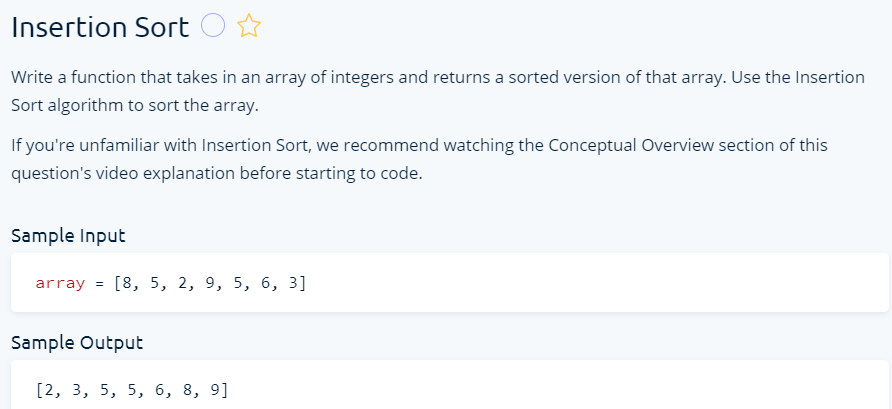 Insertion Sort
Write a function that takes in an array of integers and returns a sorted version of that array. Use the Insertion
Sort algorithm to sort the array.
If you're unfamiliar with Insertion Sort, we recommend watching the Conceptual Overview section of this
question's video explanation before starting to code.
Sample Input
array = [8, 5, 2, 9, 5, 6, 3]
Sample Output
[2, 3, 5, 5, 6, 8, 9]